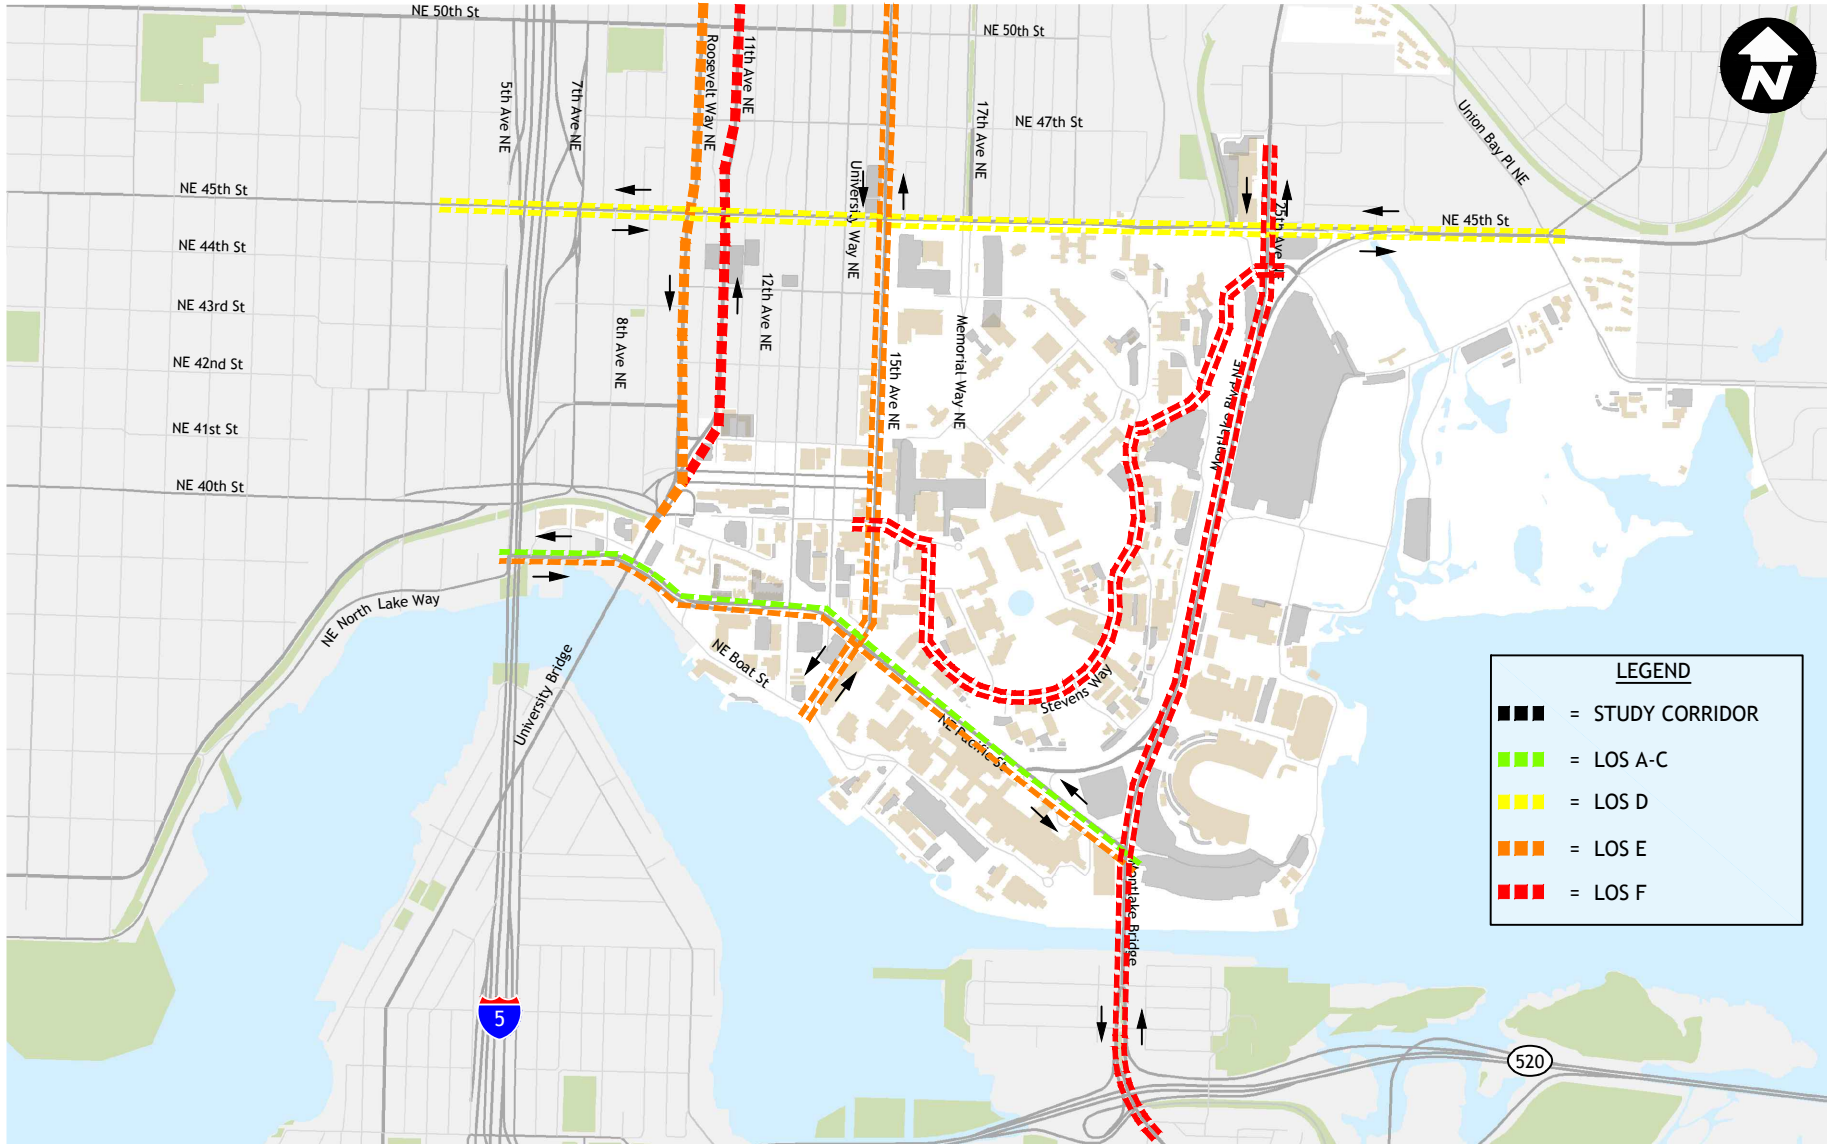 NE 50th St
NE 50th St
Roosevelt Way NE
11th Ave NE
5th Ave NE
7th Ave NE
17th Ave NE
NE 47th St
Union Bay Pl NE
N
NE 45th St
University Way NE
25th Ave NE
NE 45th St
NE 44th St
NE 43rd St
12th Ave NE
8th Ave NE
Memorial Way NE
15th Ave NE
NE 42nd St
Montlake Blvd NE
NE 41st St
NE 40th St
NE North Lake Way
University Bridge
NE Boat St
Stevens Way
NE Pacific St
Montlake Bridge
LEGEND
= STUDY CORRIDOR
= LOS A-C
= LOS D
= LOS E
= LOS F
5
520